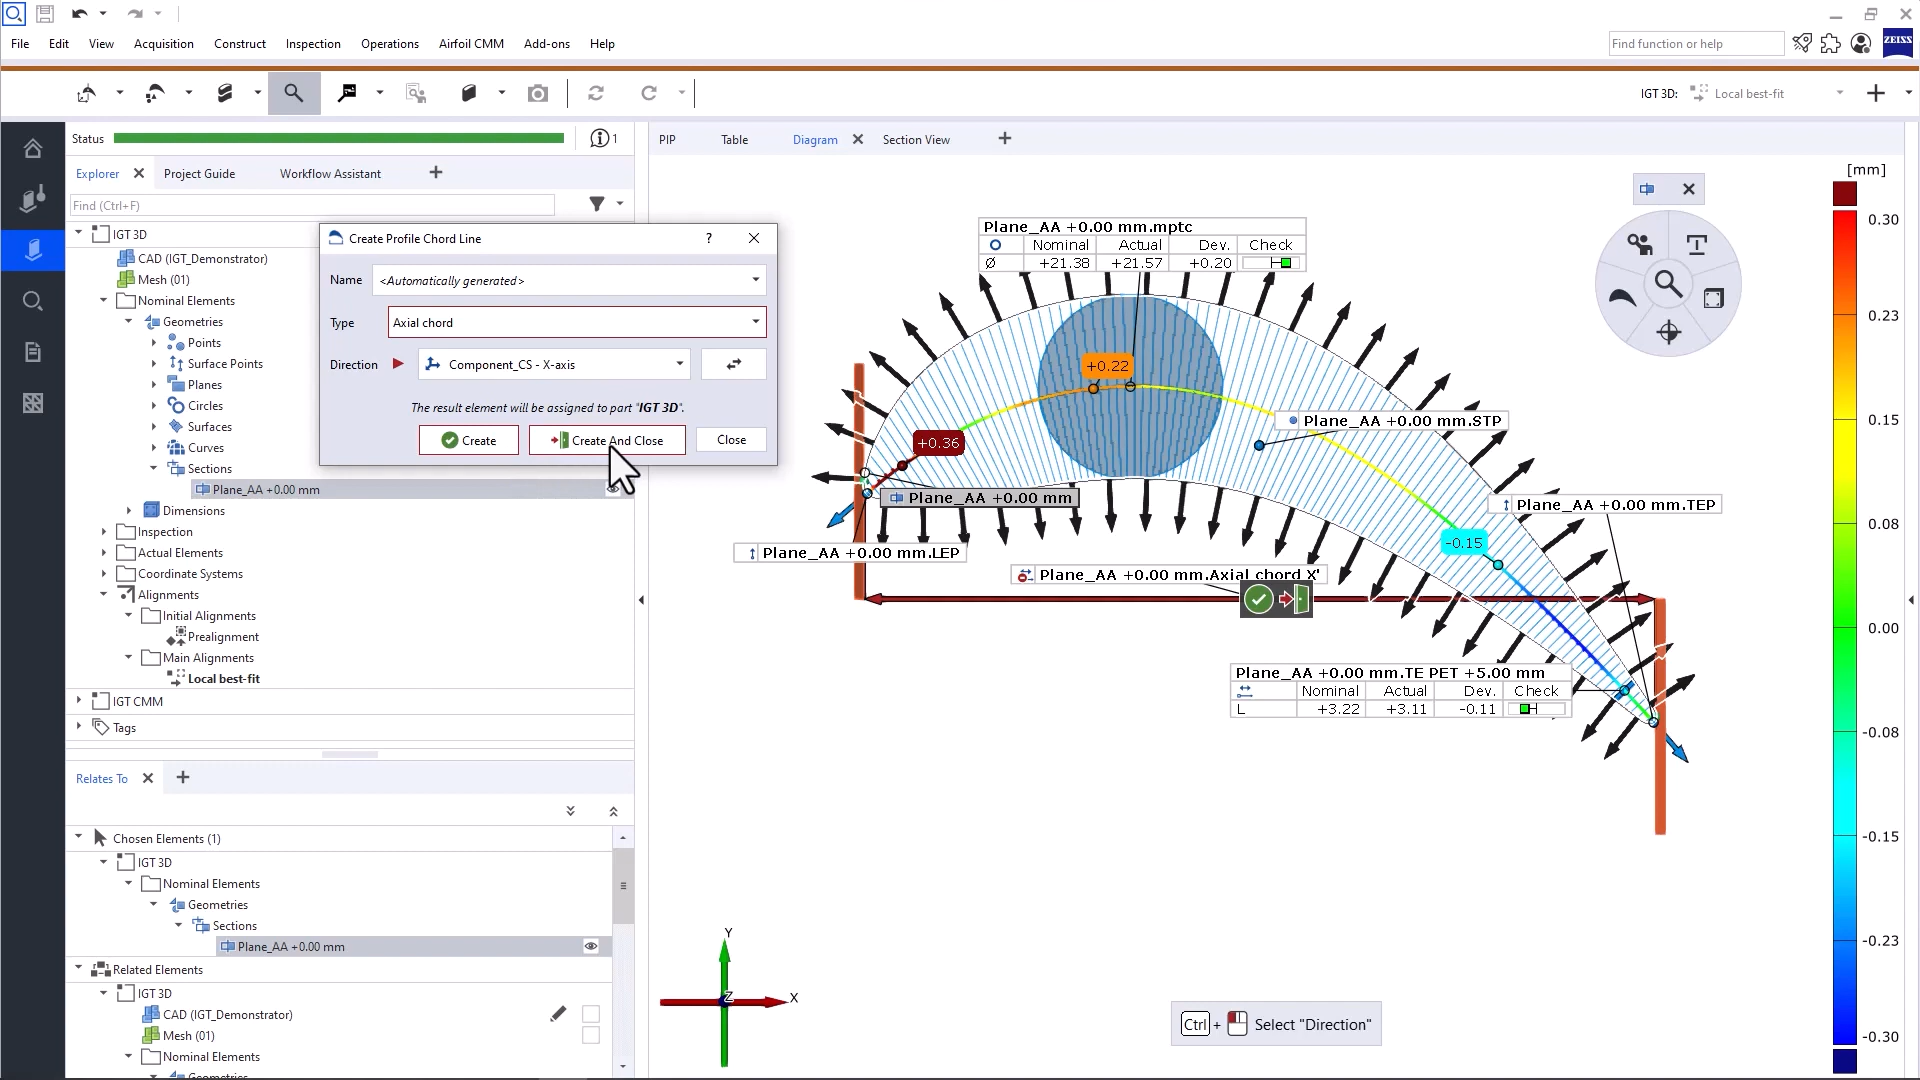 File Edit View Acquisition Construct Inspection Operations Airfoil CMM Add-ons Help
Find function or help
ZEISS
IGT 3D: Local best-fit
Status
1
Explorer
Project Guide
Workflow Assistant
Find (Ctrl+F)
IGT 3D
CAD (IGT_Demonstrator)
Mesh (01)
Nominal Elements
Geometries
Points
Surface Points
Planes
Circles
Surfaces
Curves
Sections
Plane_AA +0.00 mm
Dimensions
Inspection
Actual Elements
Coordinate Systems
Alignments
Initial Alignments
Prealignment
Main Alignments
Local best-fit
IGT CMM
Tags
Relates To
Chosen Elements (1)
IGT 3D
Nominal Elements
Geometries
Sections
Plane_AA +0.00 mm
Related Elements
IGT 3D
CAD (IGT_Demonstrator)
Mesh (01)
Nominal Elements
Geometries
Create Profile Chord Line
?
Name <Automatically generated>
Type Axial chord
Direction Component_CS - X-axis
The result element will be assigned to part "IGT 3D".
Create
Create And Close
Close
PIP Table Diagram Section View
Plane_AA +0.00 mm.mptc
Nominal Actual Dev. Check
Ø +21.38 +21.57 +0.20
+0.22
+0.36
Plane_AA +0.00 mm.STP
Plane_AA +0.00 mm
Plane_AA +0.00 mm.TEP
-0.15
Plane_AA +0.00 mm.LEP
Plane_AA +0.00 mm.Axial chord X'
Plane_AA +0.00 mm.TE PET +5.00 mm
Nominal Actual Dev. Check
L +3.22 +3.11 -0.11
Y
Z
X
Ctrl + Select "Direction"
[mm]
0.30
0.23
0.15
0.08
0.00
-0.08
-0.15
-0.23
-0.30